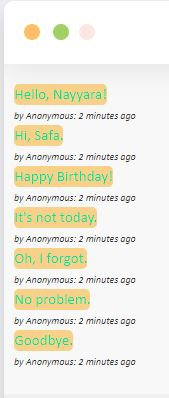 Hello, Nayyara!
by Anonymous: 2 minutes ago
Hi, Safa.
by Anonymous: 2 minutes ago
Happy Birthday!
by Anonymous: 2 minutes ago
It's not today.
by Anonymous: 2 minutes ago
Oh, I forgot.
by Anonymous: 2 minutes ago
No problem.
by Anonymous: 2 minutes ago
Goodbye.
by Anonymous: 2 minutes ago